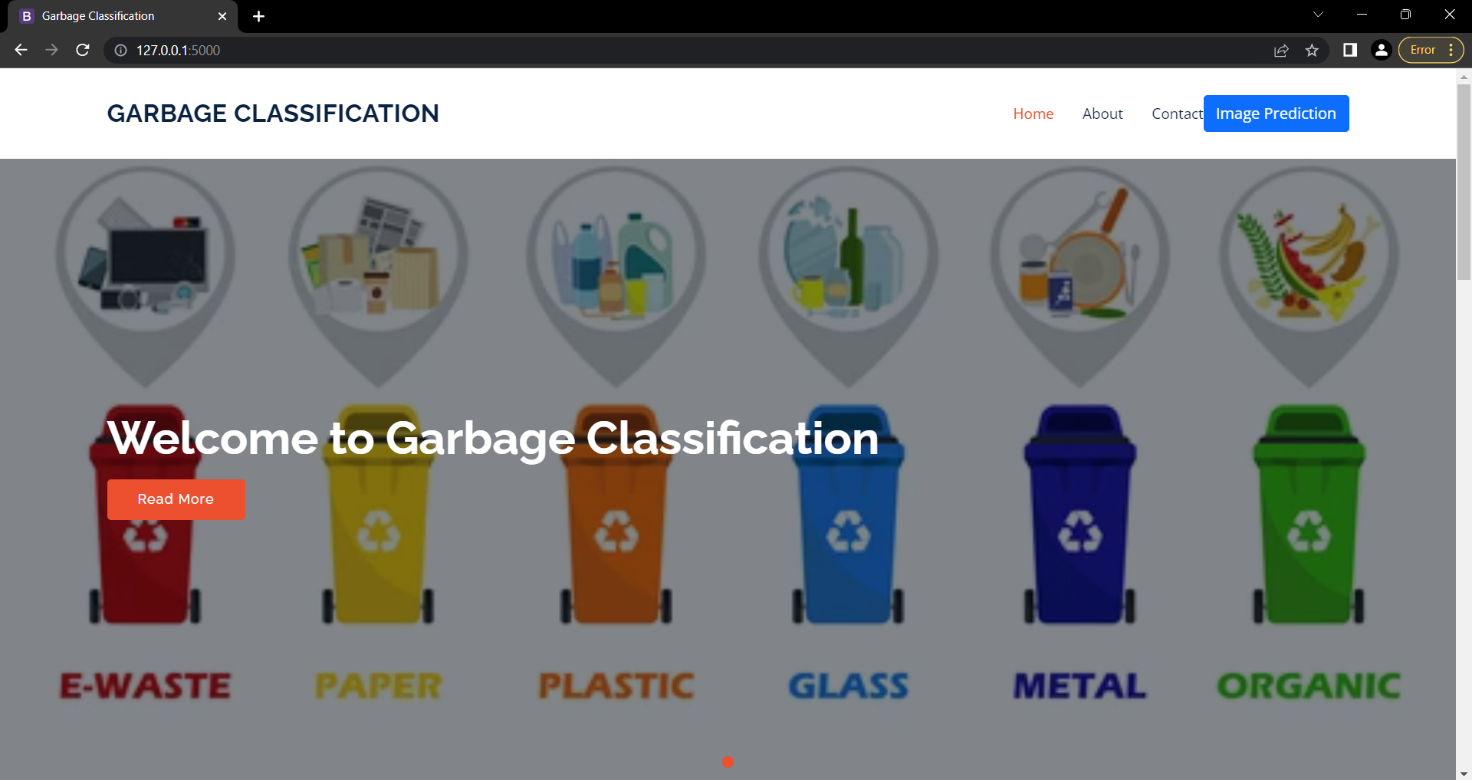 Garbage Classification
127.0.0.1:5000
Error
GARBAGE CLASSIFICATION
Home About Contact Image Prediction
Welcome to Garbage Classification
Read More
E-WASTE PAPER PLASTIC GLASS METAL ORGANIC